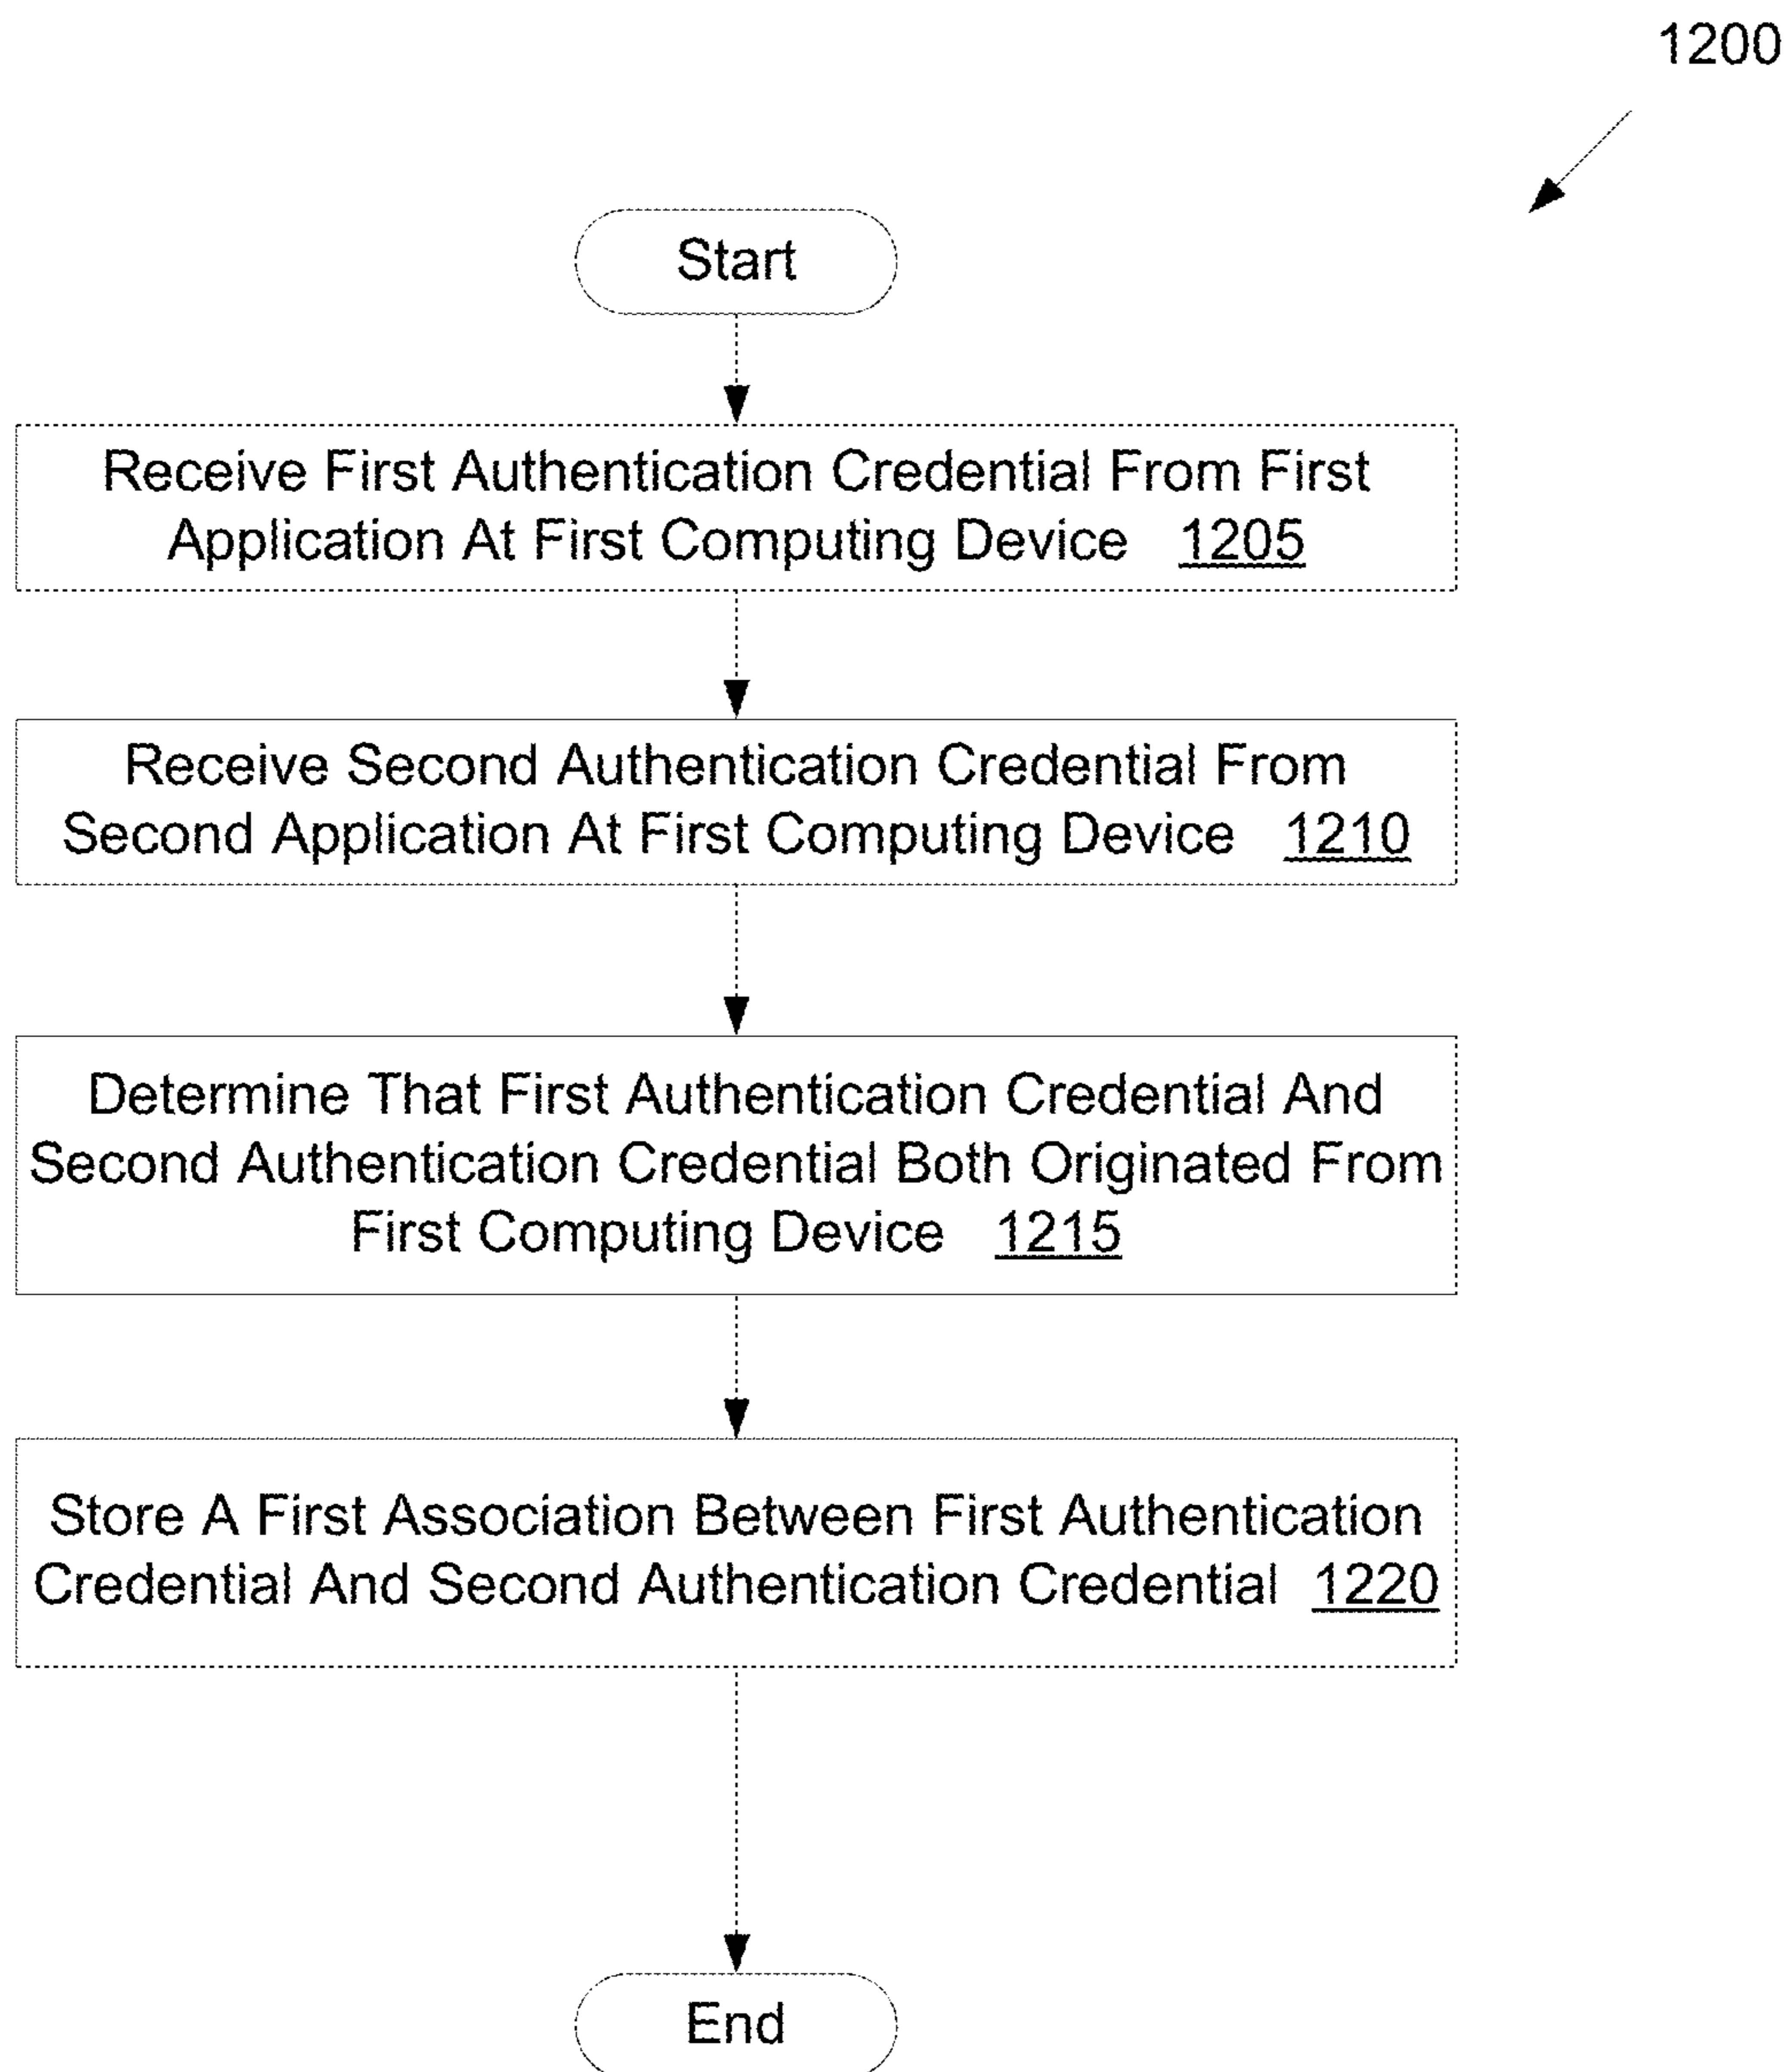 1200
Start
Receive First Authentication Credential From First
Application At First Computing Device 1205
Receive Second Authentication Credential From
Second Application At First Computing Device 1210
Determine That First Authentication Credential And
Second Authentication Credential Both Originated From
First Computing Device 1215
Store A First Association Between First Authentication
Credential And Second Authentication Credential 1220
End